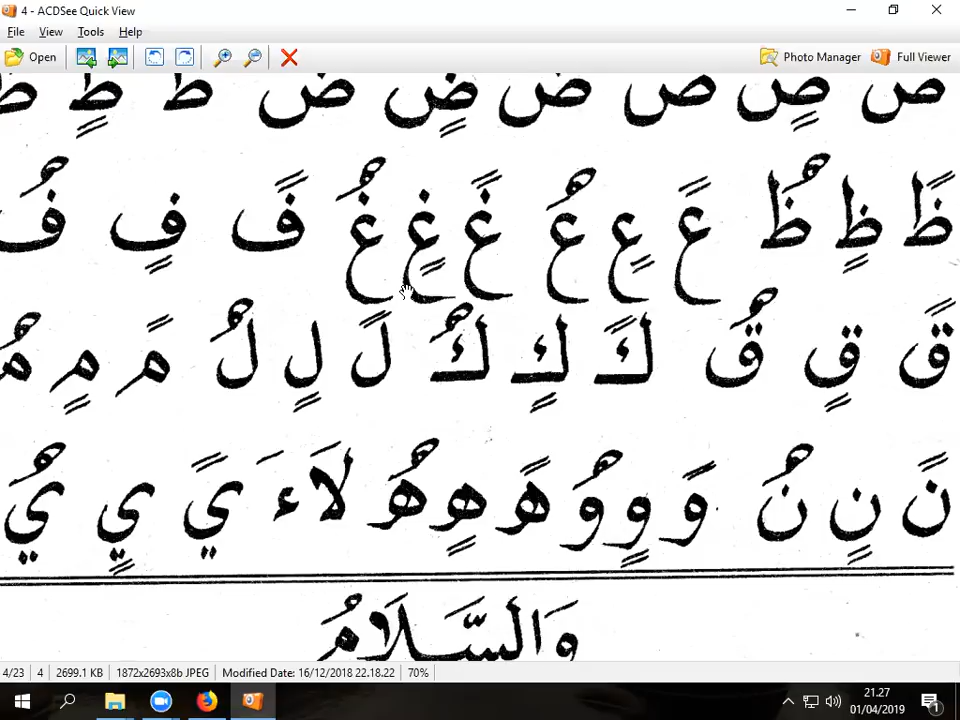 4 - ACDSee Quick View
File View Tools Help
Open Photo Manager Full Viewer
ص صٍ ص ض ضٍ ض ط طٍ ط
ظً ظٍ ظٌ عً عٍ عٌ غً غٍ غٌ فً فٍ فٌ
قً قٍ قٌ كً كٍ كٌ لً لٍ لٌ مً مٍ مٌ
نً نٍ نٌ وً وٍ وٌ هً هٍ هٌ لاَ ءَ يً يٍ يٌ
وَالسَّلَامُ
4/23 4 2699.1 KB 1872x2693x8b JPEG Modified Date: 16/12/2018 22.18.22 70%
21.27
01/04/2019
1